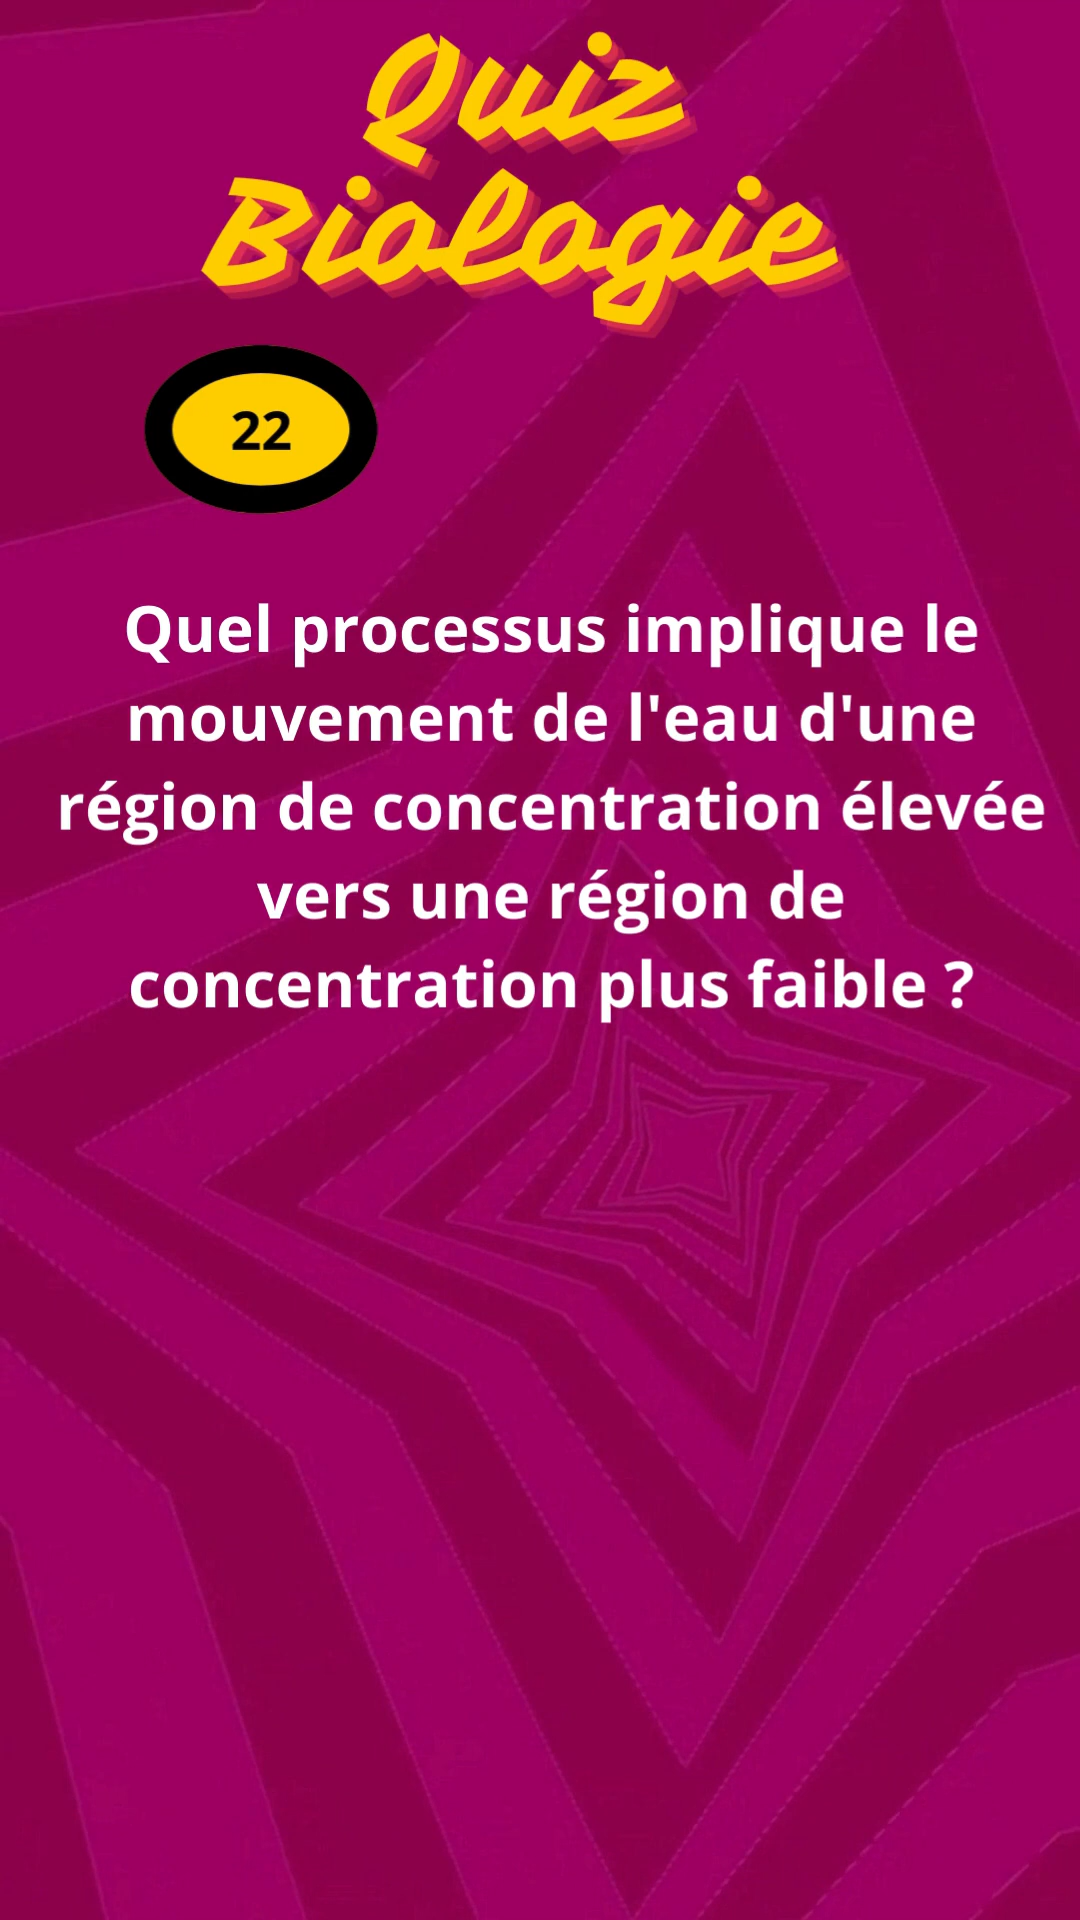 Quiz
Biologie
22
Quel processus implique le
mouvement de l'eau d'une
région de concentration élevée
vers une région de
concentration plus faible ?